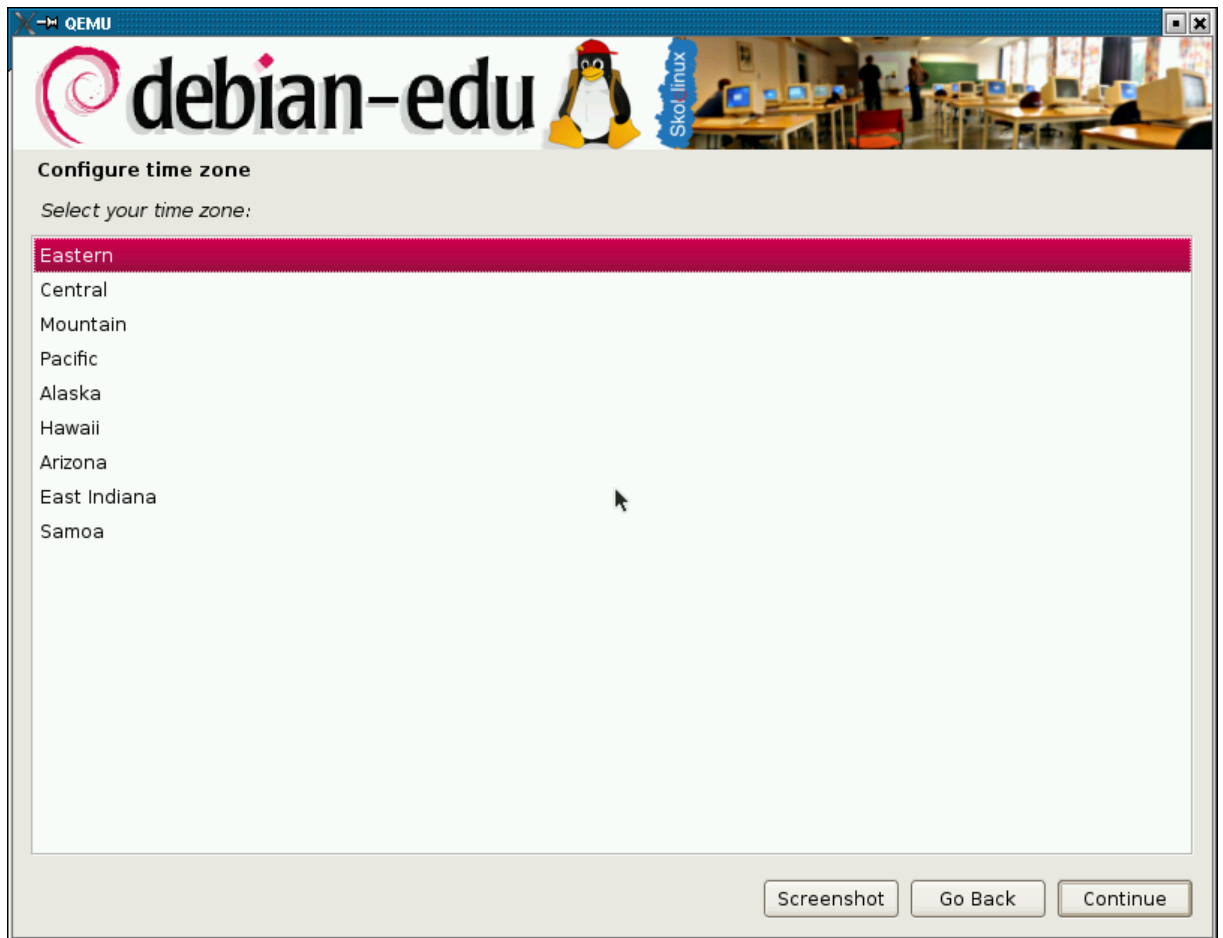 QEMU
debian-edu
Skolelinux
Configure time zone
Select your time zone:
Eastern
Central
Mountain
Pacific
Alaska
Hawaii
Arizona
East Indiana
Samoa
Screenshot Go Back Continue